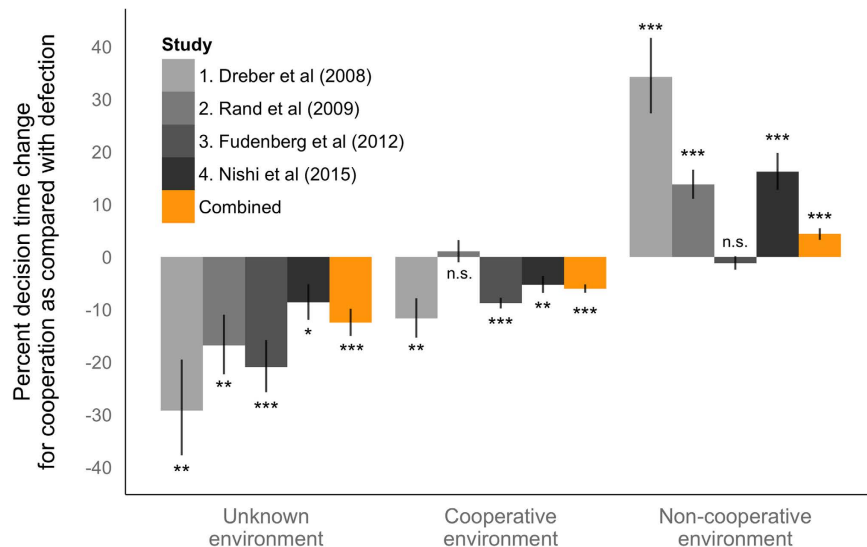 Percent decision time change
for cooperation as compared with defection
40
30
20
10
0
-10
-20
-30
-40
Study
1. Dreber et al (2008)
2. Rand et al (2009)
3. Fudenberg et al (2012)
4. Nishi et al (2015)
Combined
**
**
***
*
***
**
n.s.
***
**
***
***
***
n.s.
***
***
Unknown
environment
Cooperative
environment
Non-cooperative
environment